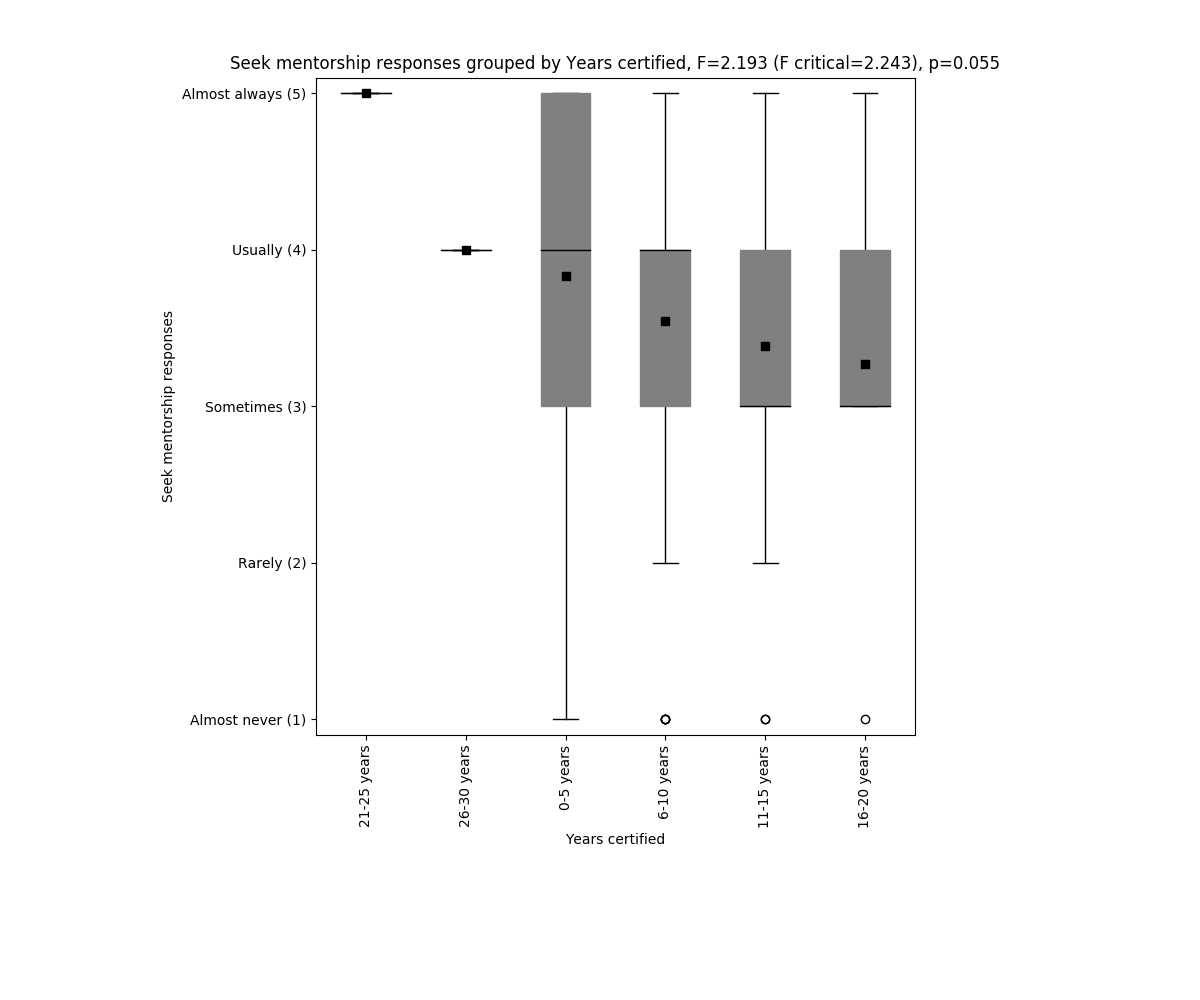 Seek mentorship responses grouped by Years certified, F=2.193 (F critical=2.243), p=0.055
Almost always (5)
Usually (4)
Sometimes (3)
Rarely (2)
Almost never (1)
Seek mentorship responses
21-25 years
26-30 years
0-5 years
6-10 years
11-15 years
16-20 years
Years certified